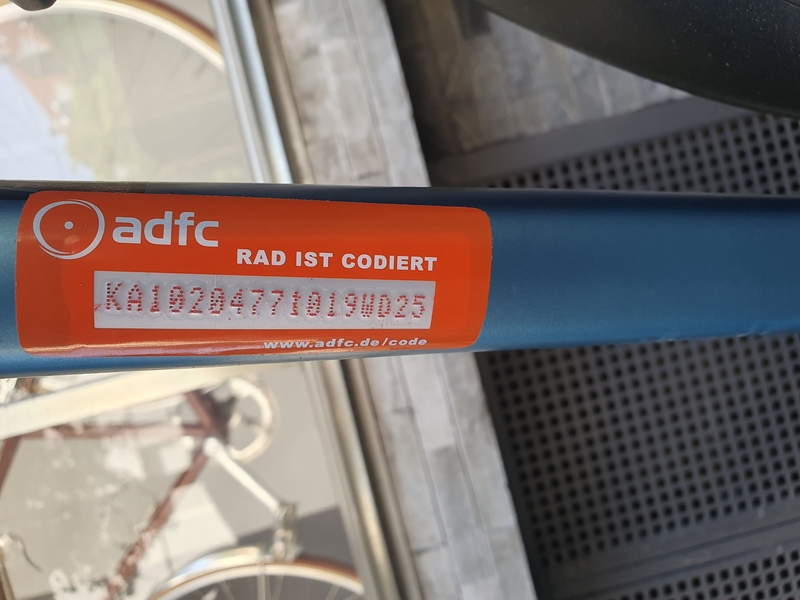 adfc
RAD IST CODIERT
KA10204771019WD25
www.adfc.de/code